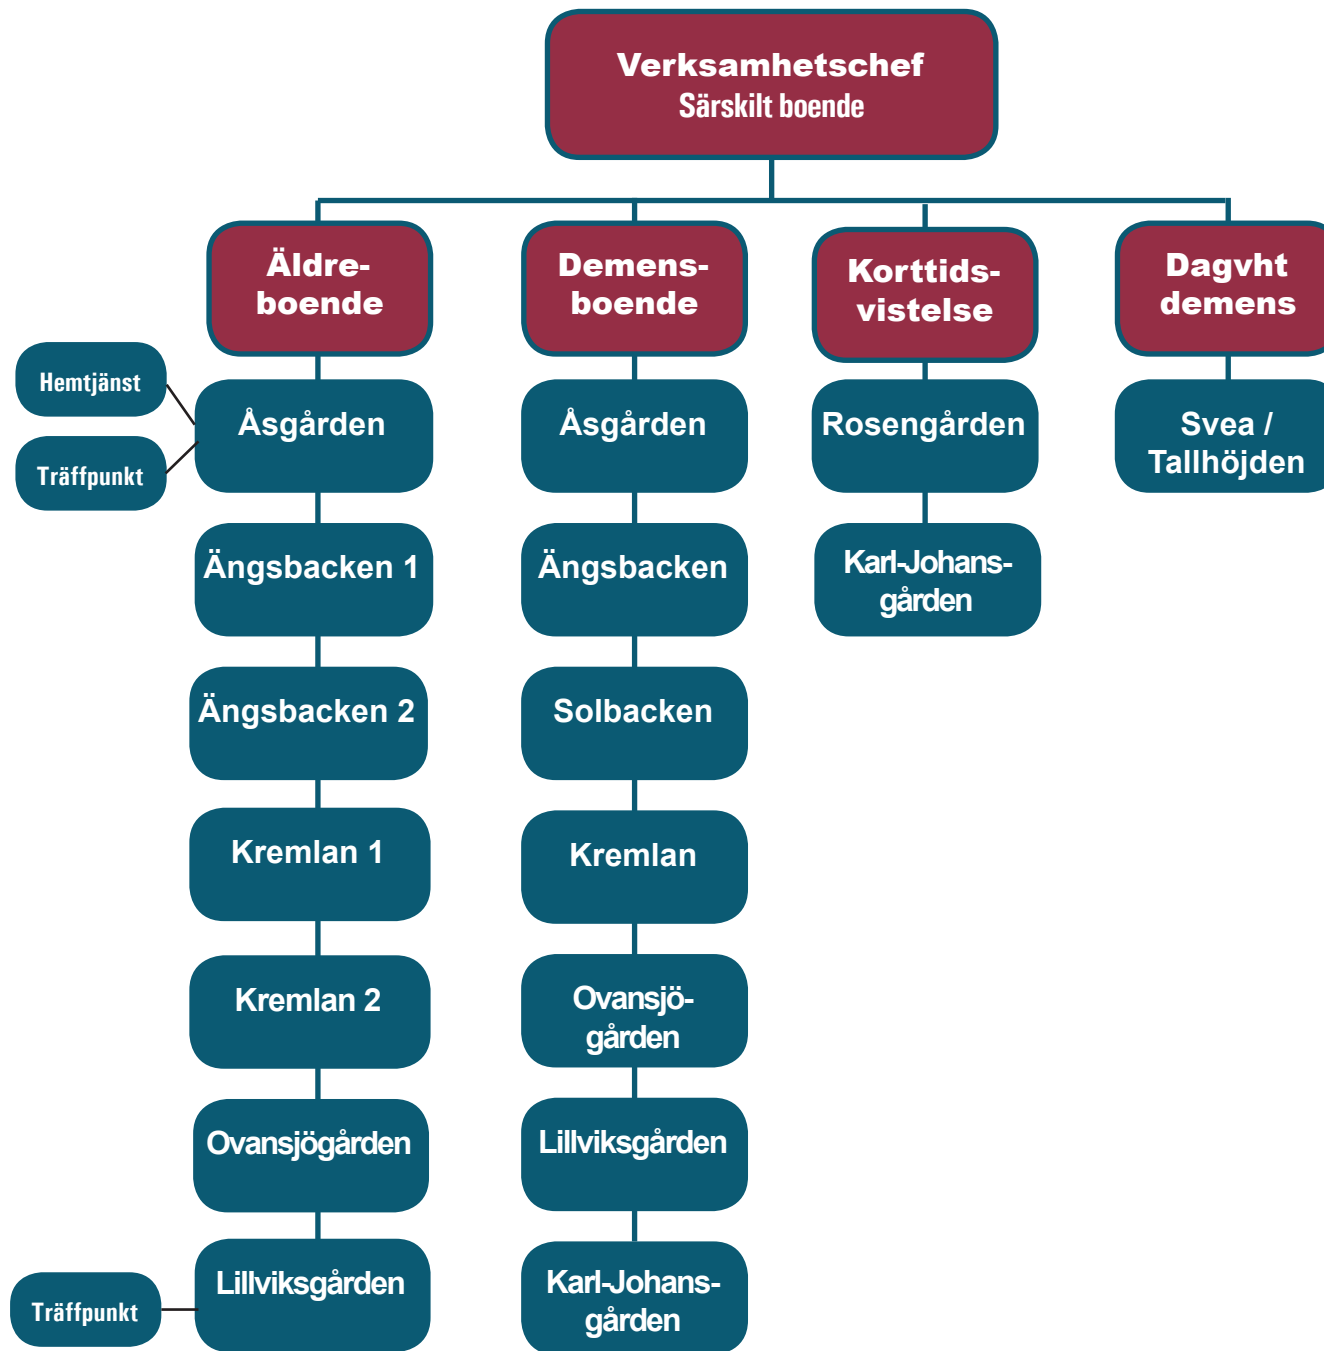 Verksamhetschef
Särskilt boende
Äldre-
boende
Demens-
boende
Korttids-
vistelse
Dagvht
demens
Hemtjänst
Träffpunkt
Åsgården
Åsgården
Rosengården
Svea /
Tallhöjden
Ängsbacken 1
Ängsbacken
Karl-Johans-
gården
Ängsbacken 2
Solbacken
Kremlan 1
Kremlan
Kremlan 2
Ovansjö-
gården
Ovansjögården
Lillviksgården
Träffpunkt
Lillviksgården
Karl-Johans-
gården